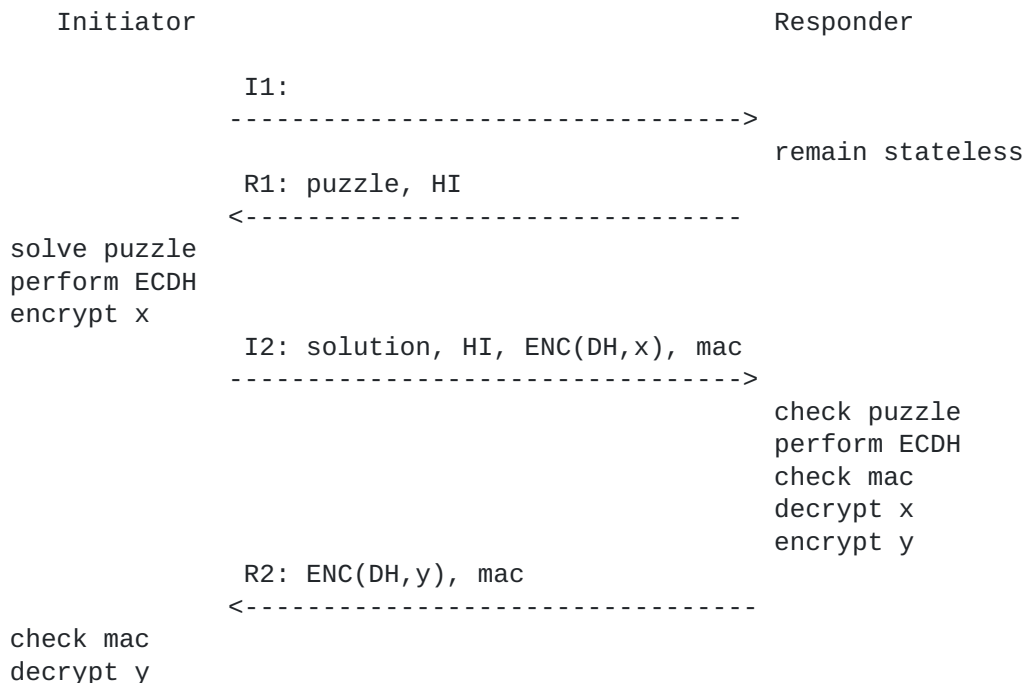 Initiator Responder
I1:
--------------------------------->
remain stateless
R1: puzzle, HI
<--------------------------------
solve puzzle
perform ECDH
encrypt x
I2: solution, HI, ENC(DH,x), mac
--------------------------------->
check puzzle
perform ECDH
check mac
decrypt x
encrypt y
R2: ENC(DH,y), mac
<---------------------------------
check mac
decrypt y